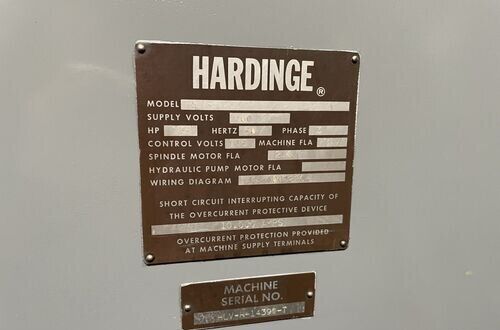 HARDINGE®
MODEL
SUPPLY VOLTS
HP HERTZ PHASE
CONTROL VOLTS MACHINE FLA
SPINDLE MOTOR FLA
HYDRAULIC PUMP MOTOR FLA
WIRING DIAGRAM
SHORT CIRCUIT INTERRUPTING CAPACITY OF
THE OVERCURRENT PROTECTIVE DEVICE
OVERCURRENT PROTECTION PROVIDED
AT MACHINE SUPPLY TERMINALS
MACHINE
SERIAL NO.